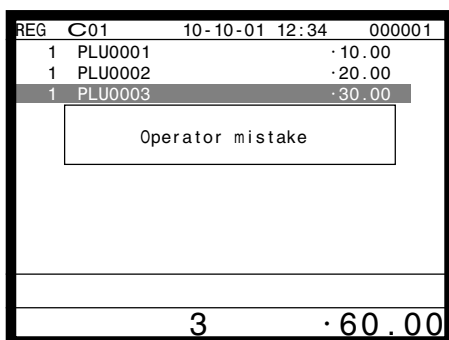 REG C01 10-10-01 12:34 000001
1 PLU0001 ·10.00
1 PLU0002 ·20.00
1 PLU0003 ·30.00
Operator mistake
3 ·60.00